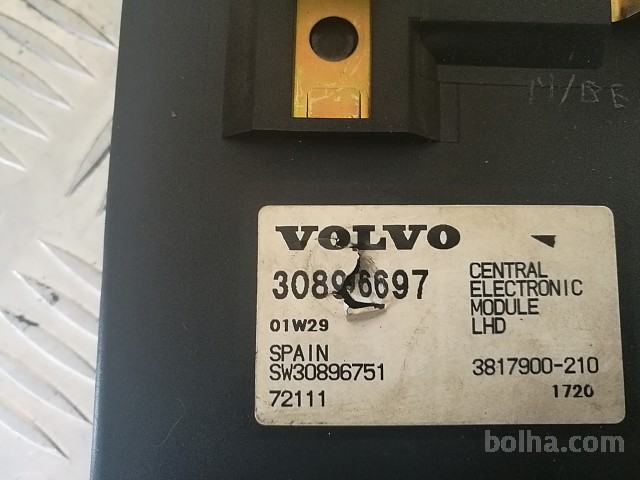 M/BE
VOLVO
30896697
CENTRAL
ELECTRONIC
MODULE
LHD
01W29
SPAIN
SW30896751
3817900-210
72111
1720
bolha.com